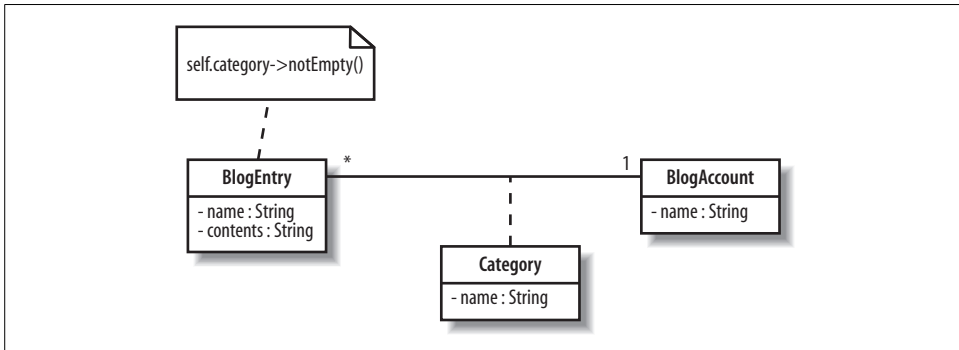 self.category->notEmpty()
*
1
BlogEntry
- name : String
- contents : String
BlogAccount
- name : String
Category
- name : String